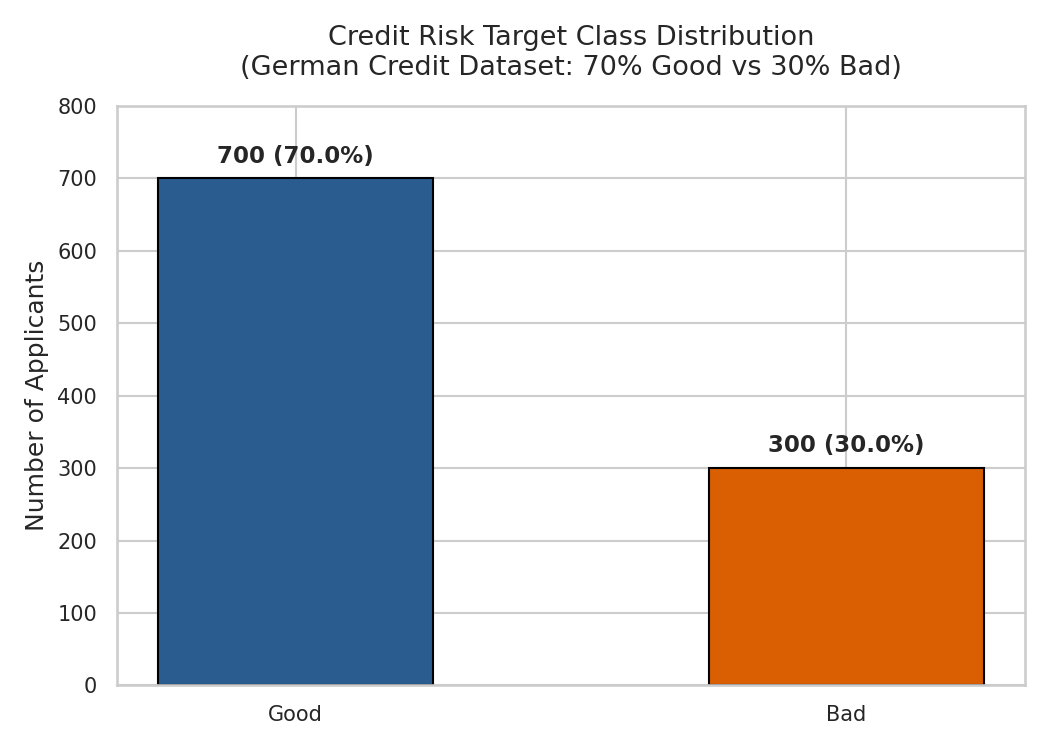 Credit Risk Target Class Distribution
(German Credit Dataset: 70% Good vs 30% Bad)
Number of Applicants
800
700
600
500
400
300
200
100
0
700 (70.0%)
300 (30.0%)
Good
Bad